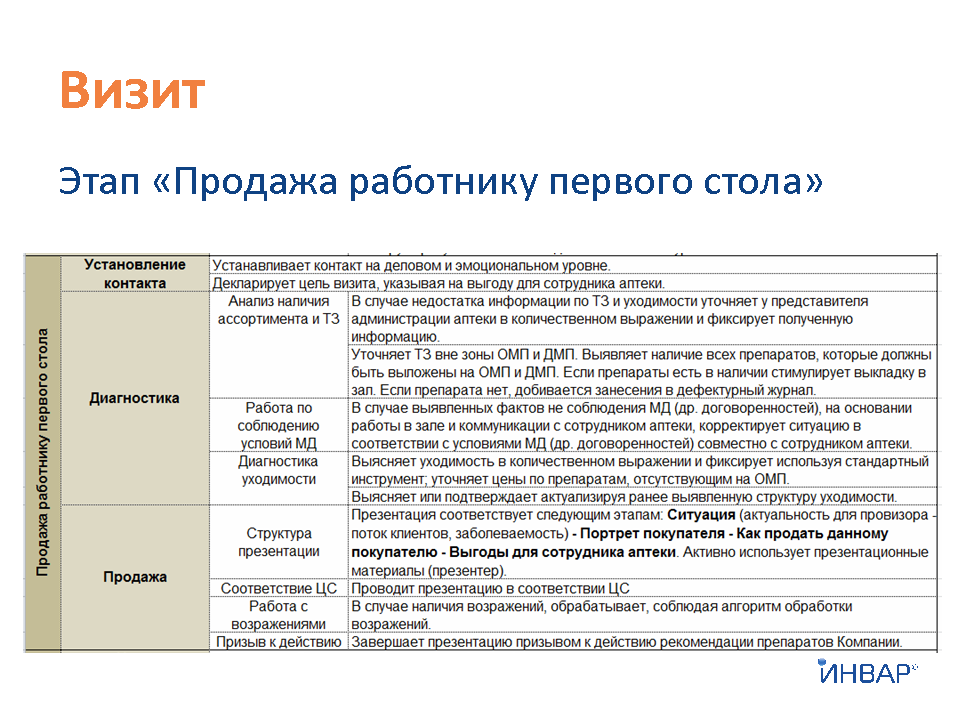 Визит
Этап «Продажа работнику первого стола»
Продажа работнику первого стола
Установление
контакта
Устанавливает контакт на деловом и эмоциональном уровне.
Декларирует цель визита, указывая на выгоду для сотрудника аптеки.
Диагностика
Анализ наличия
ассортимента и ТЗ
В случае недостатка информации по ТЗ и уходимости уточняет у представителя
администрации аптеки в количественном выражении и фиксирует полученную
информацию.
Уточняет ТЗ вне зоны ОМП и ДМП. Выявляет наличие всех препаратов, которые должны
быть выложены на ОМП и ДМП. Если препараты есть в наличии стимулирует выкладку в
зал. Если препарата нет, добивается занесения в дефектурный журнал.
Работа по
соблюдению
условий МД
В случае выявленных фактов не соблюдения МД (др. договоренностей), на основании
работы в зале и коммуникации с сотрудником аптеки, корректирует ситуацию в
соответствии с условиями МД (др. договоренностей) совместно с сотрудником аптеки.
Диагностика
уходимости
Выясняет уходимость в количественном выражении и фиксирует используя стандартный
инструмент; уточняет цены по препаратам, отсутствующим на ОМП.
Выясняет или подтверждает актуализируя ранее выявленную структуру уходимости.
Продажа
Структура
презентации
Презентация соответствует следующим этапам: Ситуация (актуальность для провизора -
поток клиентов, заболеваемость) - Портрет покупателя - Как продать данному
покупателю - Выгоды для сотрудника аптеки. Активно использует презентационные
материалы (презентер).
Соответствие ЦС
Проводит презентацию в соответствии ЦС
Работа с
возражениями
В случае наличия возражений, обрабатывает, соблюдая алгоритм обработки
возражений.
Призыв к действию
Завершает презентацию призывом к действию рекомендации препаратов Компании.
ИНВАР